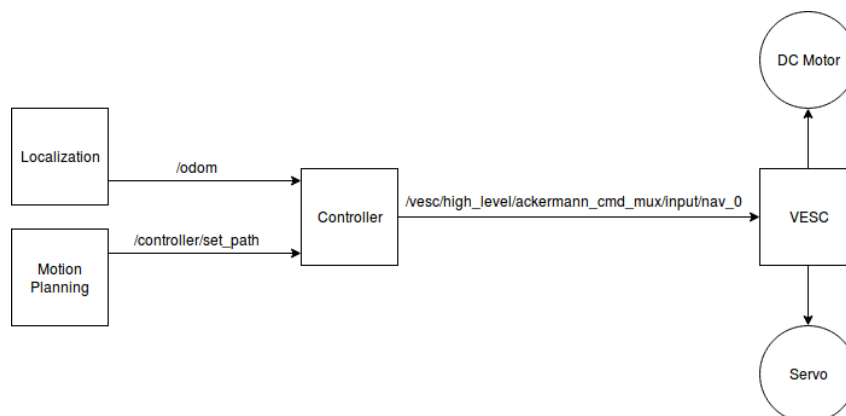 DC Motor
Localization
/odom
Controller
/vesc/high_level/ackermann_cmd_mux/input/nav_0
VESC
/controller/set_path
Motion
Planning
Servo